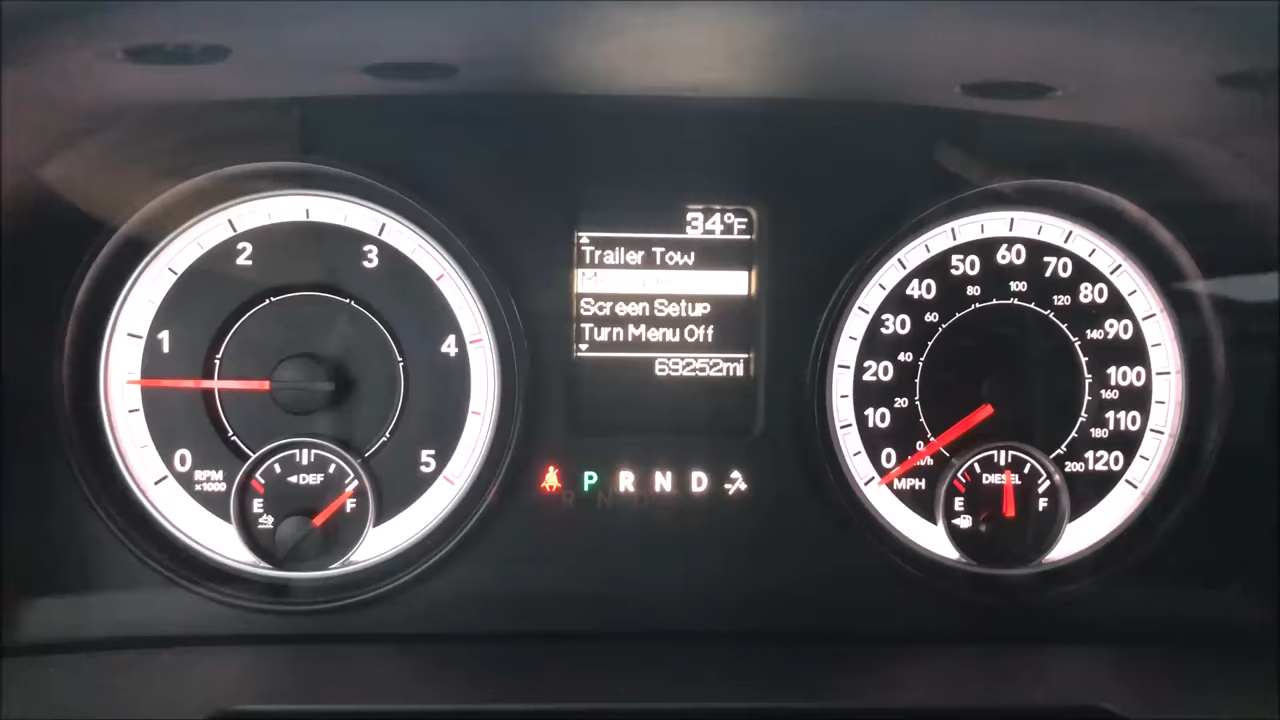 34°F
Trailer Tow
Screen Setup
Turn Menu Off
69252mi
0 1 2 3 4 5
RPM
x1000
DEF
E F
P R N D
0 10 20 30 40 50 60 70 80 90 100 110 120
MPH
0 20 40 60 80 100 120 140 160 180 200
km/h
DIESEL
E F